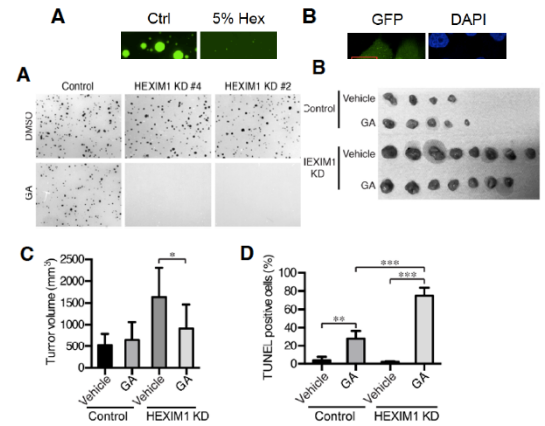 A
Ctrl
5% Hex
B
GFP
DAPI
A
Control
HEXIM1 KD #4
HEXIM1 KD #2
DMSO
GA
B
Control
Vehicle
GA
HEXIM1
KD
Vehicle
GA
C
Tumor volume (mm³)
2500
2000
1500
1000
500
0
*
Vehicle
GA
Vehicle
GA
Control
HEXIM1 KD
D
TUNEL positive cells (%)
100
80
60
40
20
0
***
***
**
Vehicle
GA
Vehicle
GA
Control
HEXIM1 KD